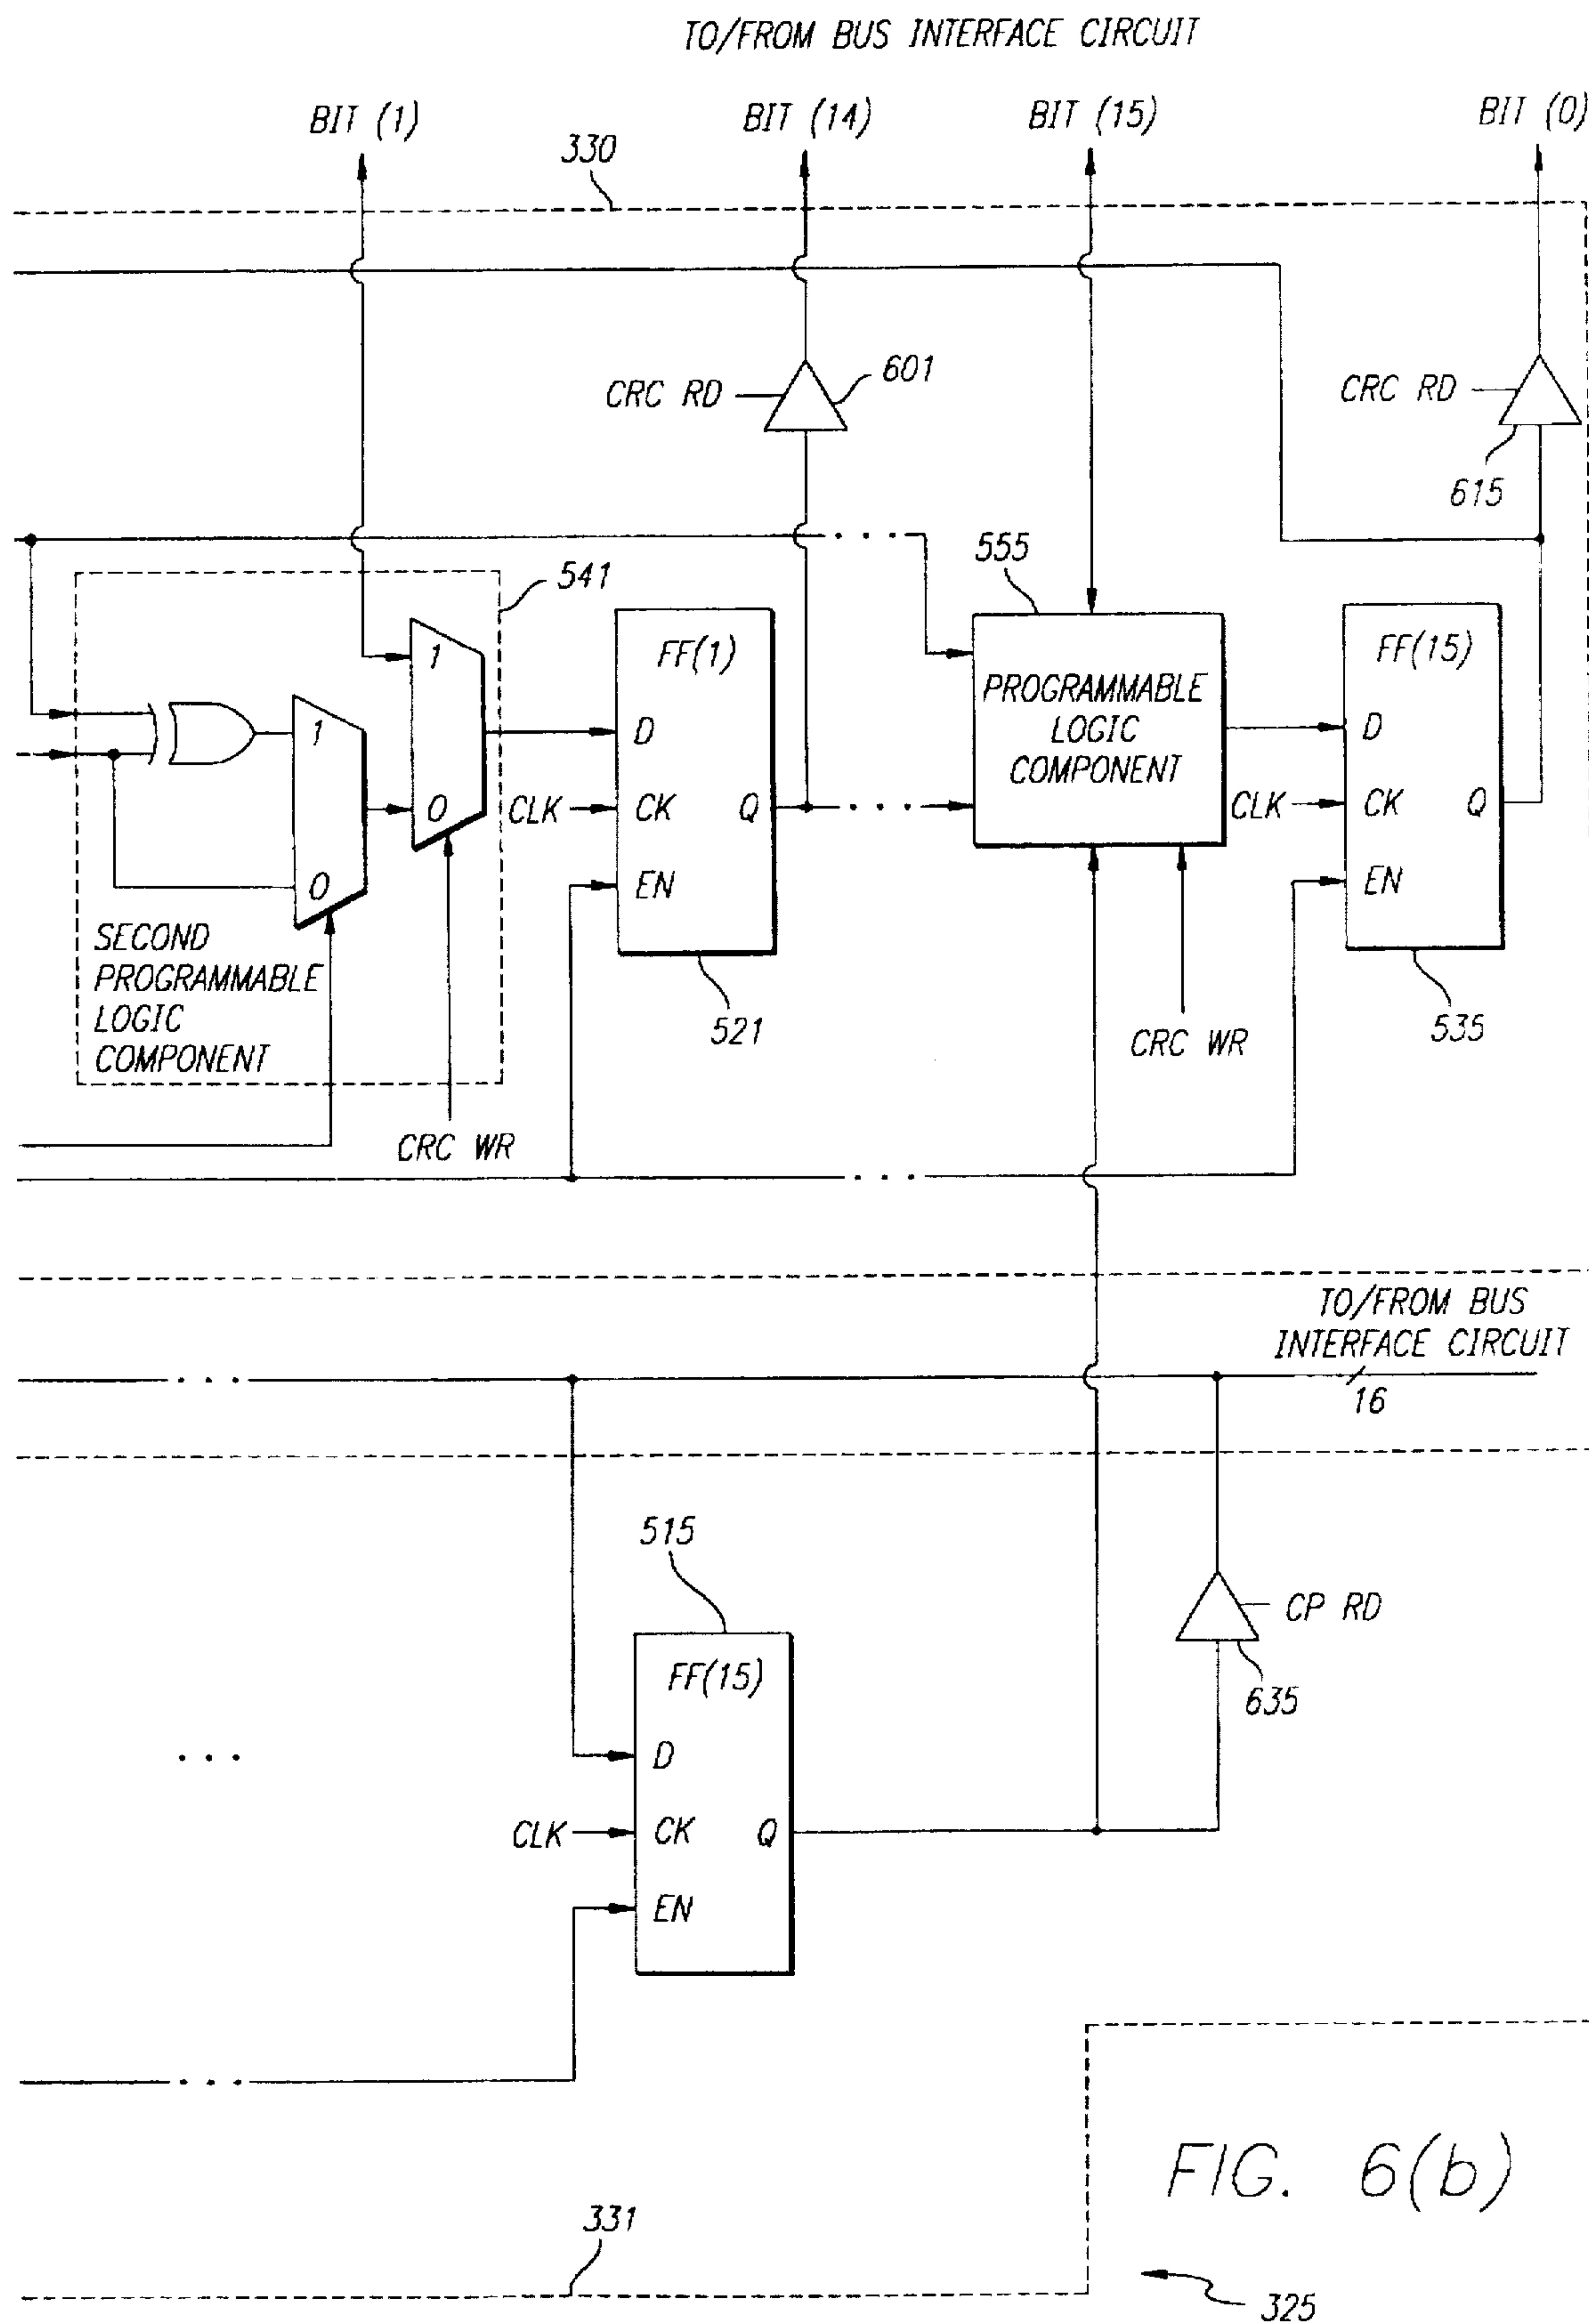 TO/FROM BUS INTERFACE CIRCUIT
BIT (1)
BIT (14)
BIT (15)
BIT (0)
330
CRC RD
601
CRC RD
615
541
555
1
FF(1)
PROGRAMMABLE
LOGIC
COMPONENT
FF(15)
1
D
D
0
CLK
CK
Q
CLK
CK
Q
0
EN
EN
SECOND
PROGRAMMABLE
LOGIC
COMPONENT
521
535
CRC WR
CRC WR
TO/FROM BUS
INTERFACE CIRCUIT
16
515
CP RD
FF(15)
635
D
CLK
CK
Q
EN
FIG. 6(b)
331
325